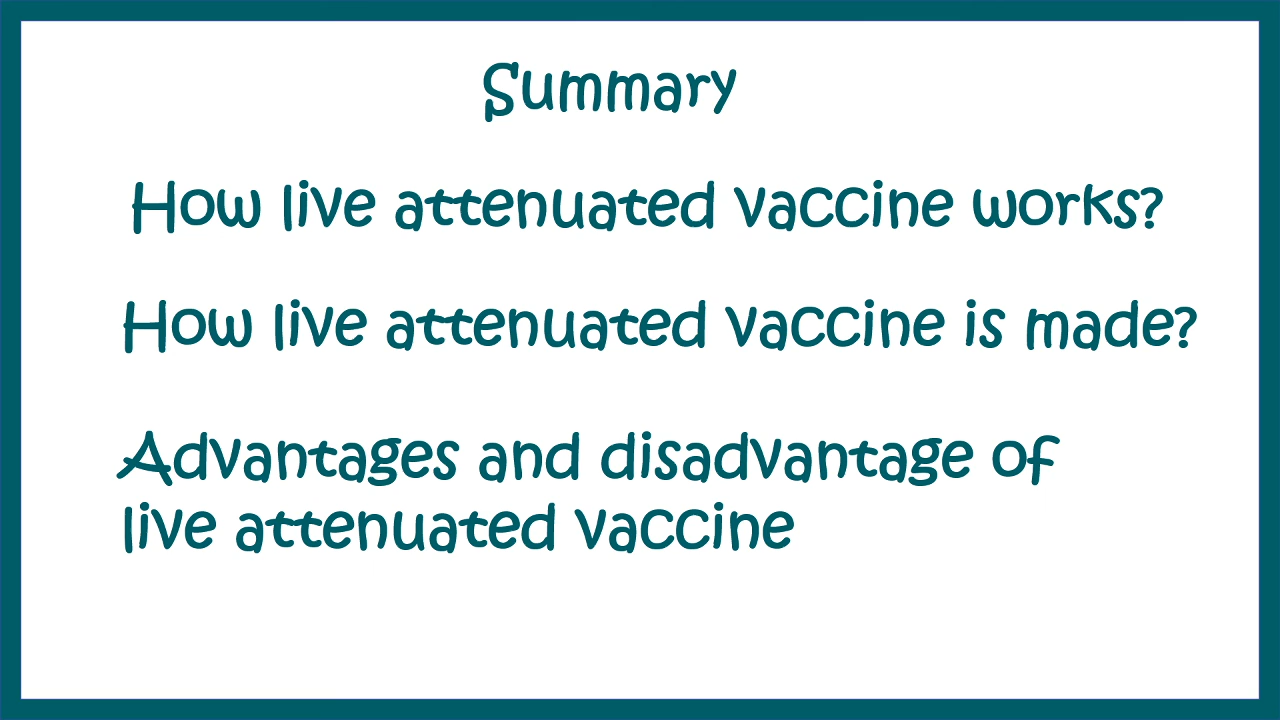 Summary
How live attenuated vaccine works?
How live attenuated vaccine is made?
Advantages and disadvantage of
live attenuated vaccine